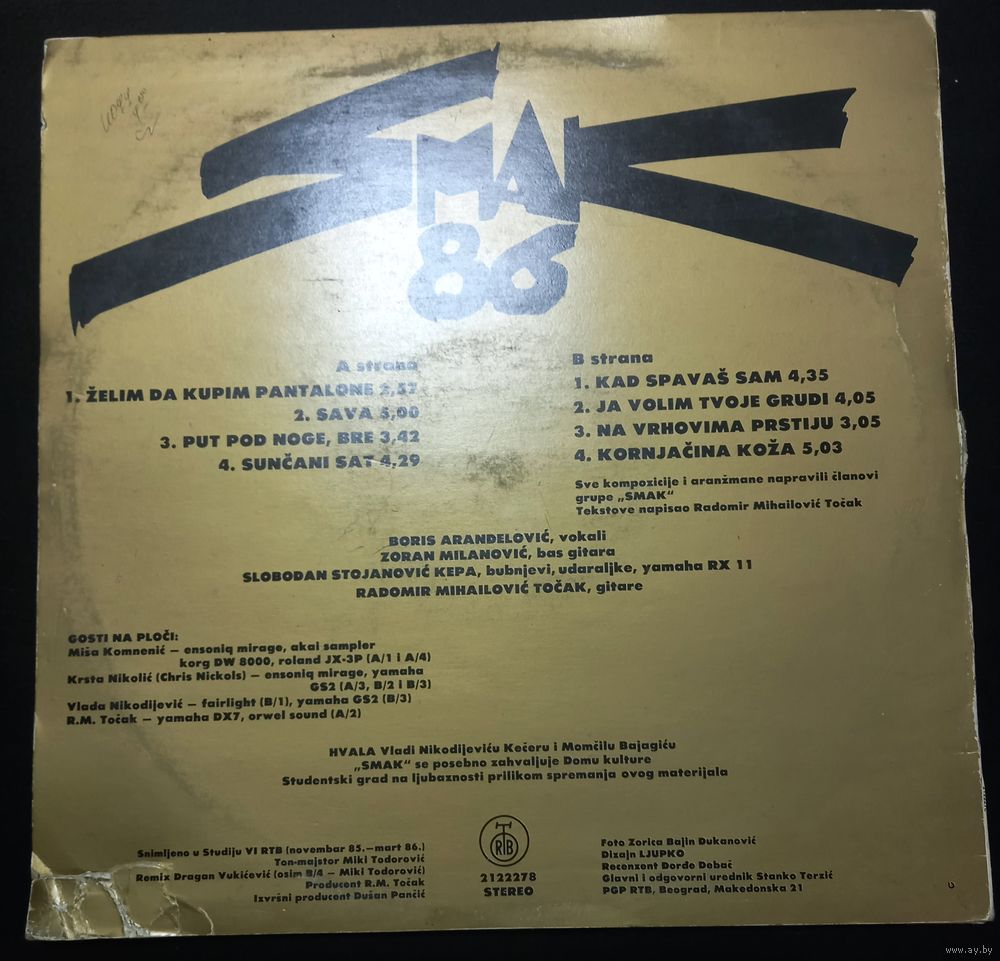 SMAK
86
A strana
1. ŽELIM DA KUPIM PANTALONE 2,57
2. SAVA 5,00
3. PUT POD NOGE, BRE 3,42
4. SUNČANI SAT 4,29
B strana
1. KAD SPAVAŠ SAM 4,35
2. JA VOLIM TVOJE GRUDI 4,05
3. NA VRHOVIMA PRSTIJU 3,05
4. KORNJAČINA KOŽA 5,03
Sve kompozicije i aranžmane napravili članovi
grupe „SMAK“
Tekstove napisao Radomir Mihailović Točak
BORIS ARANĐELOVIĆ, vokali
ZORAN MILANOVIĆ, bas gitara
SLOBODAN STOJANOVIĆ KEPA, bubnjevi, udaraljke, yamaha RX 11
RADOMIR MIHAILOVIĆ TOČAK, gitare
GOSTI NA PLOČI:
Miša Komnenić — ensoniq mirage, akai sampler
korg DW 8000, roland JX-3P (A/1 i A/4)
Krsta Nikolić (Chris Nickols) — ensoniq mirage, yamaha
GS2 (A/3, B/2 i B/3)
Vlada Nikodijević — fairlight (B/1), yamaha GS2 (B/3)
R.M. Točak — yamaha DX7, orwel sound (A/2)
HVALA Vladi Nikodijeviću Kečeru i Momčilu Bajagiću
„SMAK“ se posebno zahvaljuje Domu kulture
Studentski grad na ljubaznosti prilikom spremanja ovog materijala
Snimljeno u Studiju VI RTB (novembar 85.—mart 86.)
Ton-majstor Miki Todorović
Remix Dragan Vukićević (osim B/4 — Miki Todorović)
Producent R.M. Točak
Izvršni producent Dušan Pančić
RTB
2122278
STEREO
Foto Zorica Bajin Đukanović
Dizajn LJUPKO
Recenzent Đorđe Debač
Glavni i odgovorni urednik Stanko Terzić
PGP RTB, Beograd, Makedonska 21
www.ay.by